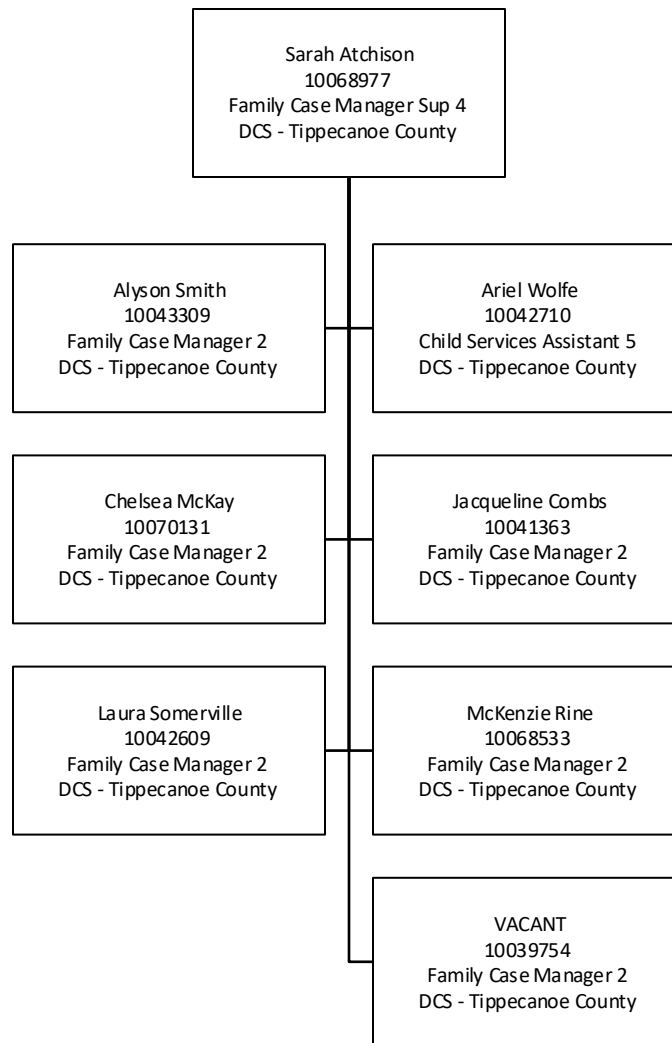 Sarah Atchison
10068977
Family Case Manager Sup 4
DCS - Tippecanoe County
Alyson Smith
10043309
Family Case Manager 2
DCS - Tippecanoe County
Ariel Wolfe
10042710
Child Services Assistant 5
DCS - Tippecanoe County
Chelsea McKay
10070131
Family Case Manager 2
DCS - Tippecanoe County
Jacqueline Combs
10041363
Family Case Manager 2
DCS - Tippecanoe County
Laura Somerville
10042609
Family Case Manager 2
DCS - Tippecanoe County
McKenzie Rine
10068533
Family Case Manager 2
DCS - Tippecanoe County
VACANT
10039754
Family Case Manager 2
DCS - Tippecanoe County